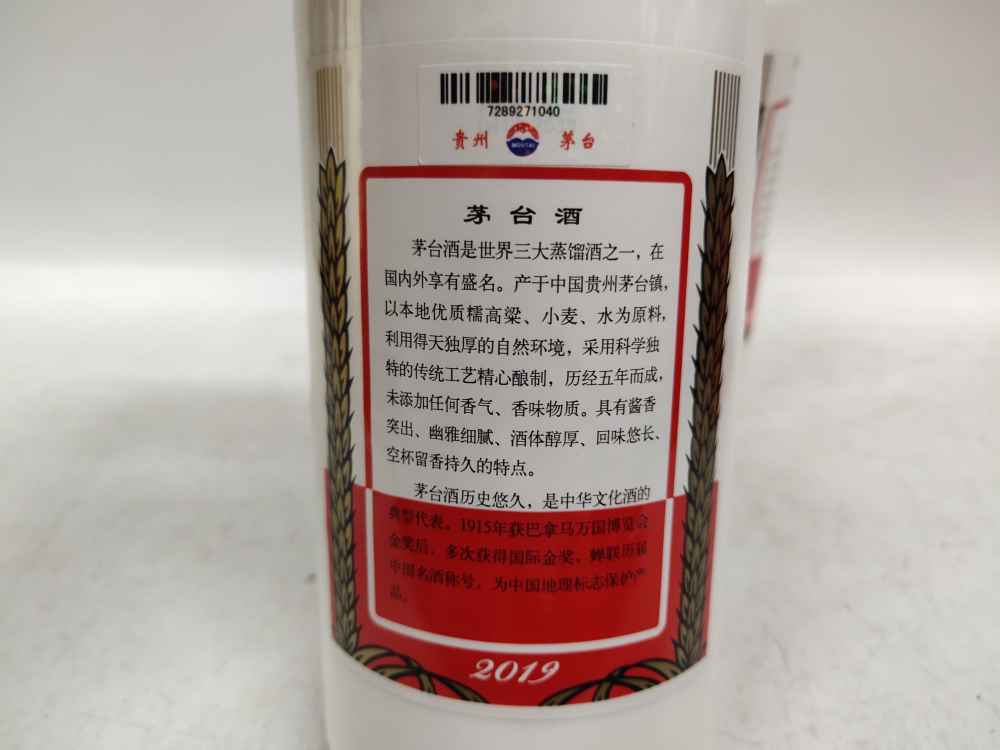 7289271040
贵州 MOUTAI 茅台
茅台酒
茅台酒是世界三大蒸馏酒之一，在
国内外享有盛名。产于中国贵州茅台镇，
以本地优质糯高粱、小麦、水为原料，
利用得天独厚的自然环境，采用科学独
特的传统工艺精心酿制，历经五年而成，
未添加任何香气、香味物质。具有酱香
突出、幽雅细腻、酒体醇厚、回味悠长、
空杯留香持久的特点。
茅台酒历史悠久，是中华文化酒的
典型代表。1915年获巴拿马万国博览会
金奖后，多次获得国际金奖，蝉联历届
中国名酒称号，为中国地理标志保护产
品。
2019